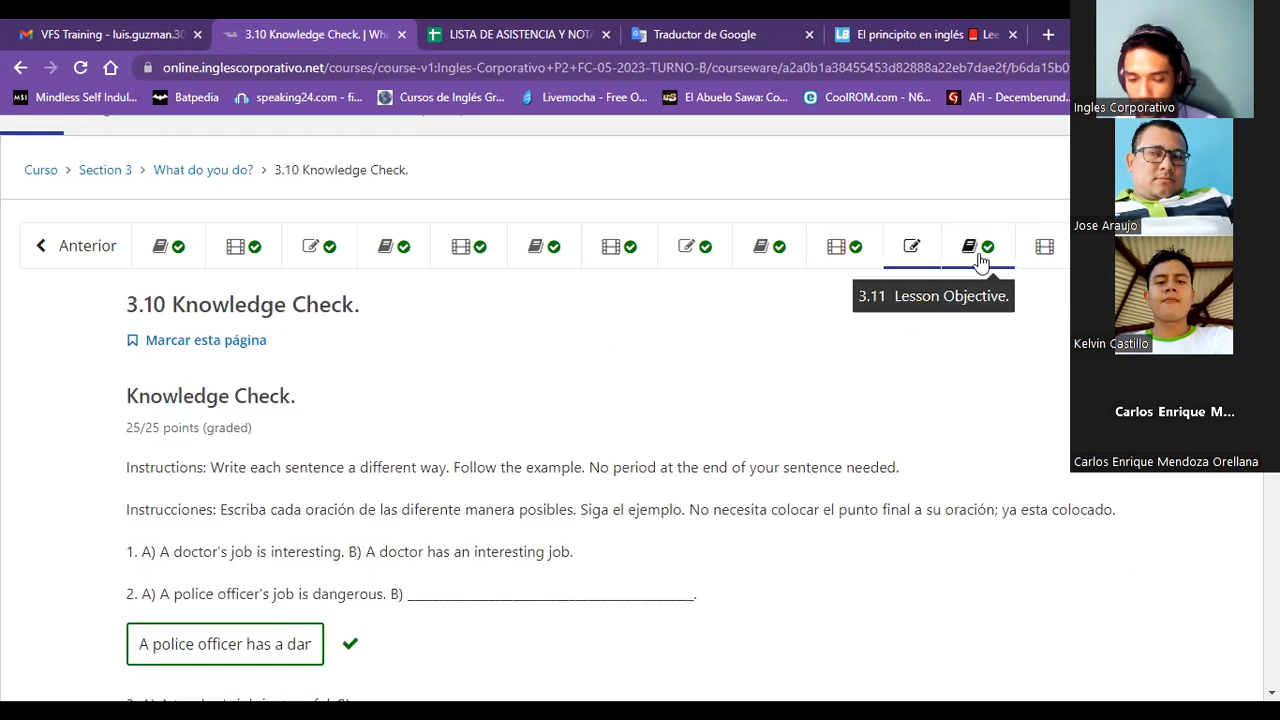 VFS Training - luis.guzman.30
3.10 Knowledge Check. | Wha
LISTA DE ASISTENCIA Y NOTA
Traductor de Google
El principito en inglés
Lee
online.inglescorporativo.net/courses/course-v1:Ingles-Corporativo+P2+FC-05-2023-TURNO-B/courseware/a2a0b1a38455453d82888a22eb7dae2f/b6da15b0
Mindless Self Indul...
Batpedia
speaking24.com - fi...
Cursos de Inglés Gr...
Livemocha - Free O...
El Abuelo Sawa: Co...
CoolROM.com - N6...
AFI - Decemberund...
Ingles Corporativo
Jose Araujo
Kelvin Castillo
Carlos Enrique M...
Carlos Enrique Mendoza Orellana
Curso > Section 3 > What do you do? > 3.10 Knowledge Check.
Anterior
3.11 Lesson Objective.
3.10 Knowledge Check.
Marcar esta página
Knowledge Check.
25/25 points (graded)
Instructions: Write each sentence a different way. Follow the example. No period at the end of your sentence needed.
Instrucciones: Escriba cada oración de las diferente manera posibles. Siga el ejemplo. No necesita colocar el punto final a su oración; ya esta colocado.
1. A) A doctor's job is interesting. B) A doctor has an interesting job.
2. A) A police officer's job is dangerous. B) ________________________________________.
A police officer has a dan